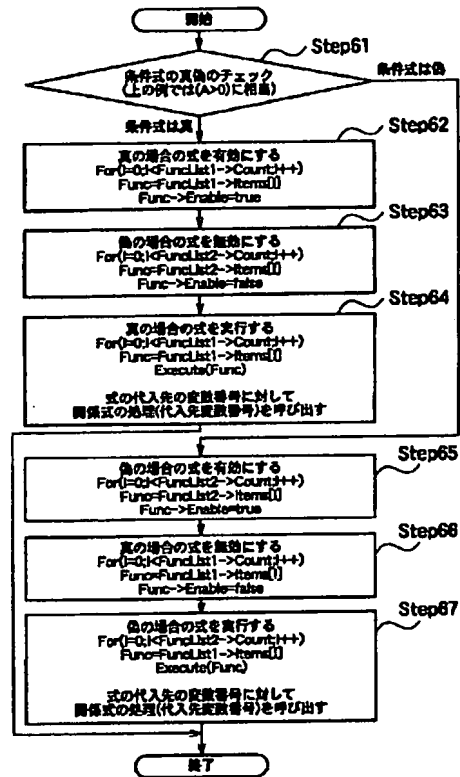 開始
Step61
条件式の真偽のチェック
(上の例では(A>0)に相当)
条件式は偽
条件式は真
Step62
真の場合の式を有効にする
For(i=0;i<FuncList1->Count;i++)
Func=FuncList1->Items[i]
Func->Enable=true
Step63
偽の場合の式を無効にする
For(i=0;i<FuncList2->Count;i++)
Func=FuncList2->Items[i]
Func->Enable=false
Step64
真の場合の式を実行する
For(i=0;i<FuncList1->Count;i++)
Func=FuncList1->Items[i]
Execute(Func)
式の代入先の変数番号に対して
関係式の処理(代入先変数番号)を呼び出す
Step65
偽の場合の式を有効にする
For(i=0;i<FuncList2->Count;i++)
Func=FuncList2->Items[i]
Func->Enable=true
Step66
真の場合の式を無効にする
For(i=0;i<FuncList1->Count;i++)
Func=FuncList1->Items[i]
Func->Enable=false
Step67
偽の場合の式を実行する
For(i=0;i<FuncList2->Count;i++)
Func=FuncList1->Items[i]
Execute(Func)
式の代入先の変数番号に対して
関係式の処理(代入先変数番号)を呼び出す
終了